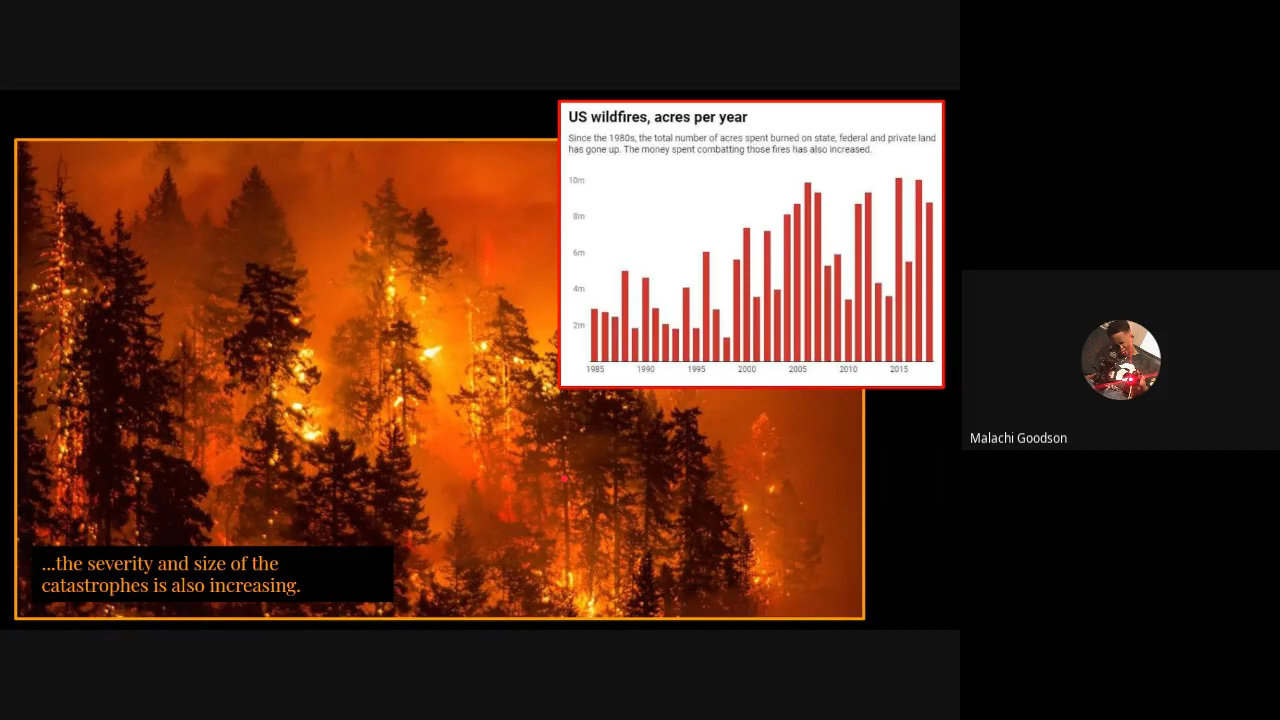 US wildfires, acres per year
Since the 1980s, the total number of acres spent burned on state, federal and private land
has gone up. The money spent combatting those fires has also increased.
10m
8m
6m
4m
2m
1985 1990 1995 2000 2005 2010 2015
Malachi Goodson
...the severity and size of the
catastrophes is also increasing.